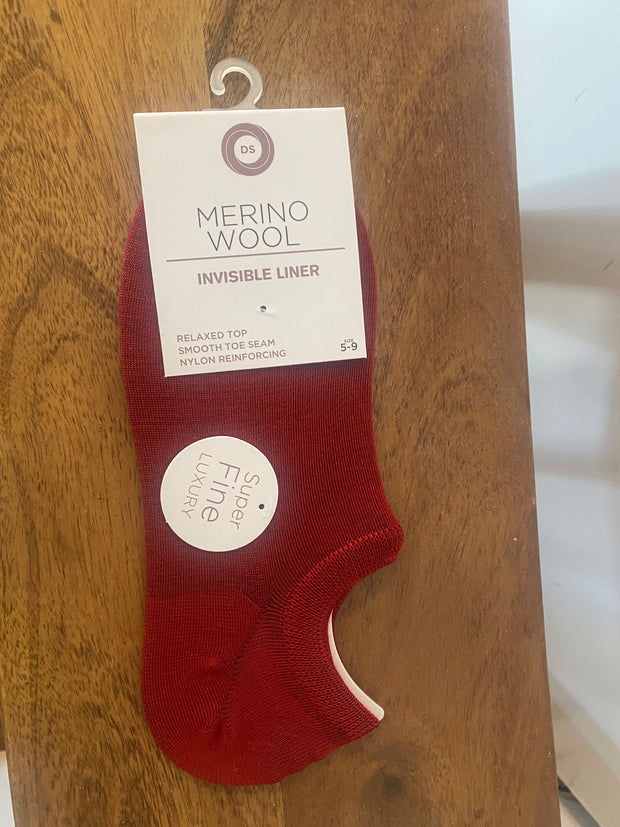 DS
MERINO
WOOL
INVISIBLE LINER
RELAXED TOP
SMOOTH TOE SEAM
NYLON REINFORCING
SIZE
5-9
Super
Fine
LUXURY